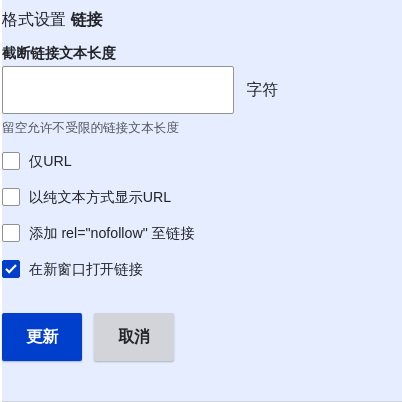 格式设置 链接
截断链接文本长度
字符
留空允许不受限的链接文本长度
仅URL
以纯文本方式显示URL
添加 rel="nofollow" 至链接
在新窗口打开链接
更新 取消